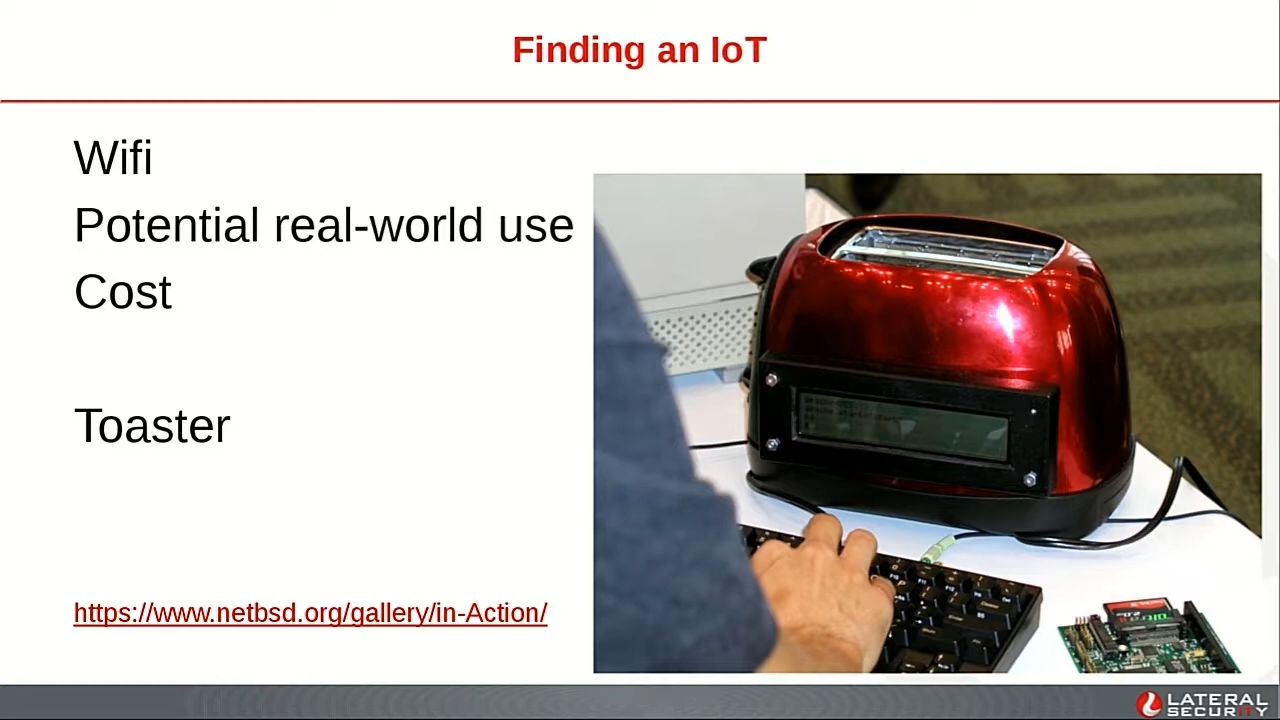 Finding an IoT
Wifi
Potential real-world use
Cost
Toaster
https://www.netbsd.org/gallery/in-Action/
LATERAL
SECURITY